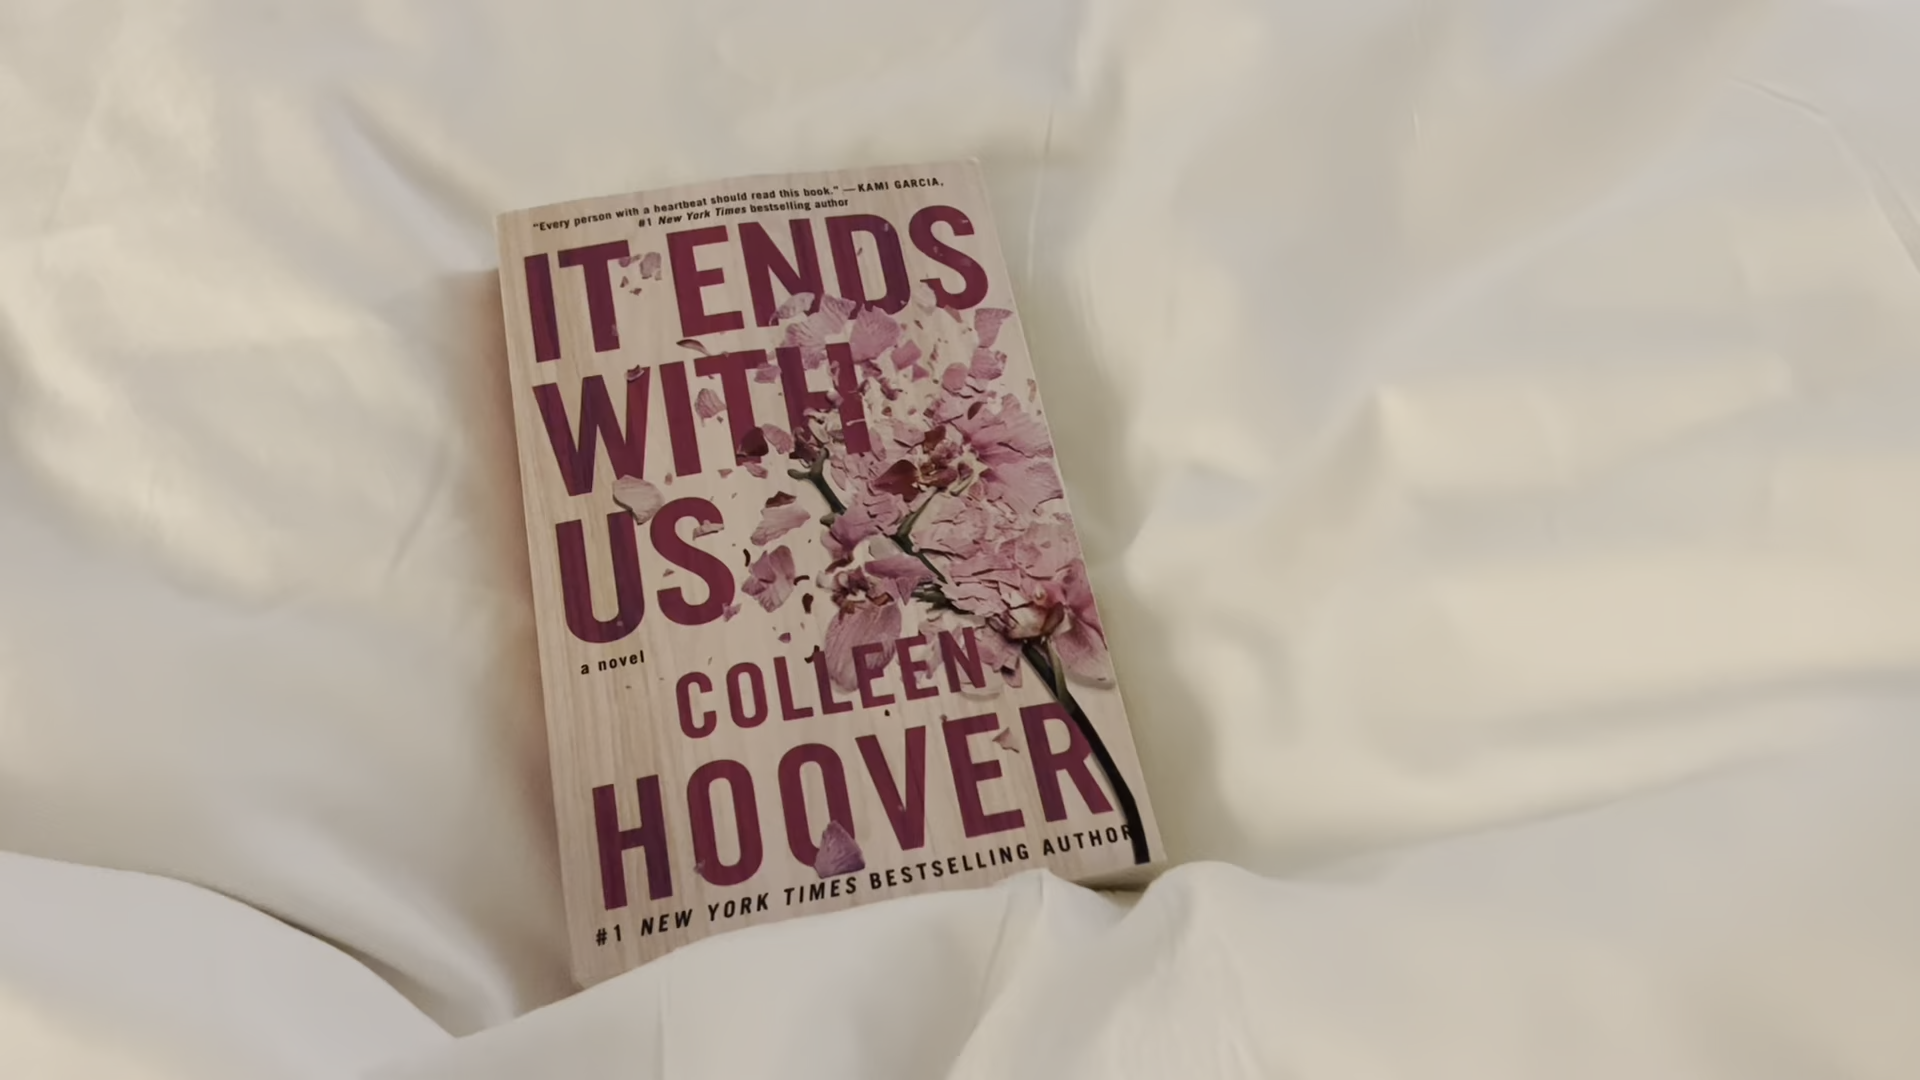 "Every person with a heartbeat should read this book." —KAMI GARCIA,
#1 New York Times bestselling author
IT ENDS
WITH
US
a novel
COLLEEN
HOOVER
#1 NEW YORK TIMES BESTSELLING AUTHOR